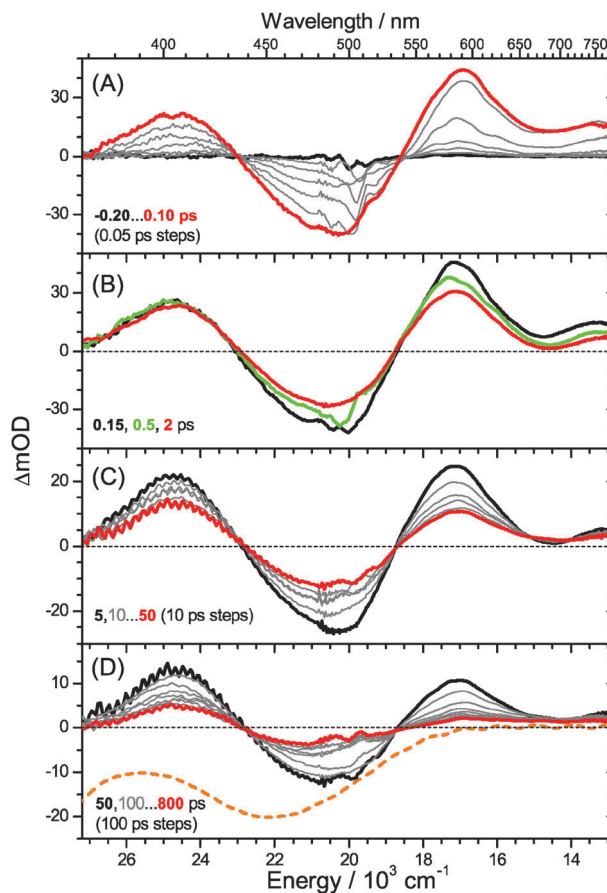 Wavelength / nm
400 450 500 550 600 650 700 750
(A)
30
0
-30
-0.20...0.10 ps
(0.05 ps steps)
(B)
30
0
-30
0.15, 0.5, 2 ps
ΔmOD
(C)
20
0
-20
5,10...50 (10 ps steps)
(D)
10
0
-10
-20
50,100...800 ps
(100 ps steps)
26 24 22 20 18 16 14
Energy / 10³ cm⁻¹